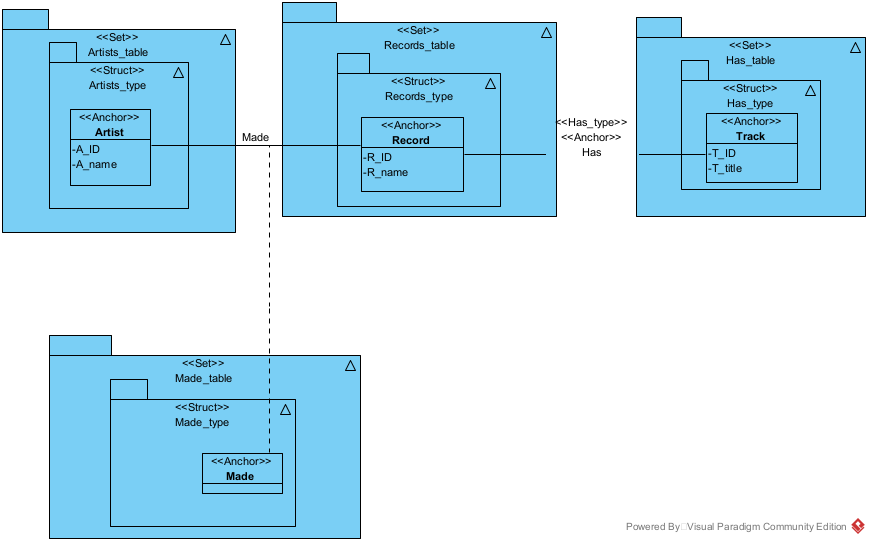 <<Set>>
Artists_table
<<Struct>>
Artists_type
<<Anchor>>
Artist
-A_ID
-A_name
Made
<<Set>>
Records_table
<<Struct>>
Records_type
<<Anchor>>
Record
-R_ID
-R_name
<<Has_type>>
<<Anchor>>
Has
<<Set>>
Has_table
<<Struct>>
Has_type
<<Anchor>>
Track
-T_ID
-T_title
<<Set>>
Made_table
<<Struct>>
Made_type
<<Anchor>>
Made
Powered By Visual Paradigm Community Edition